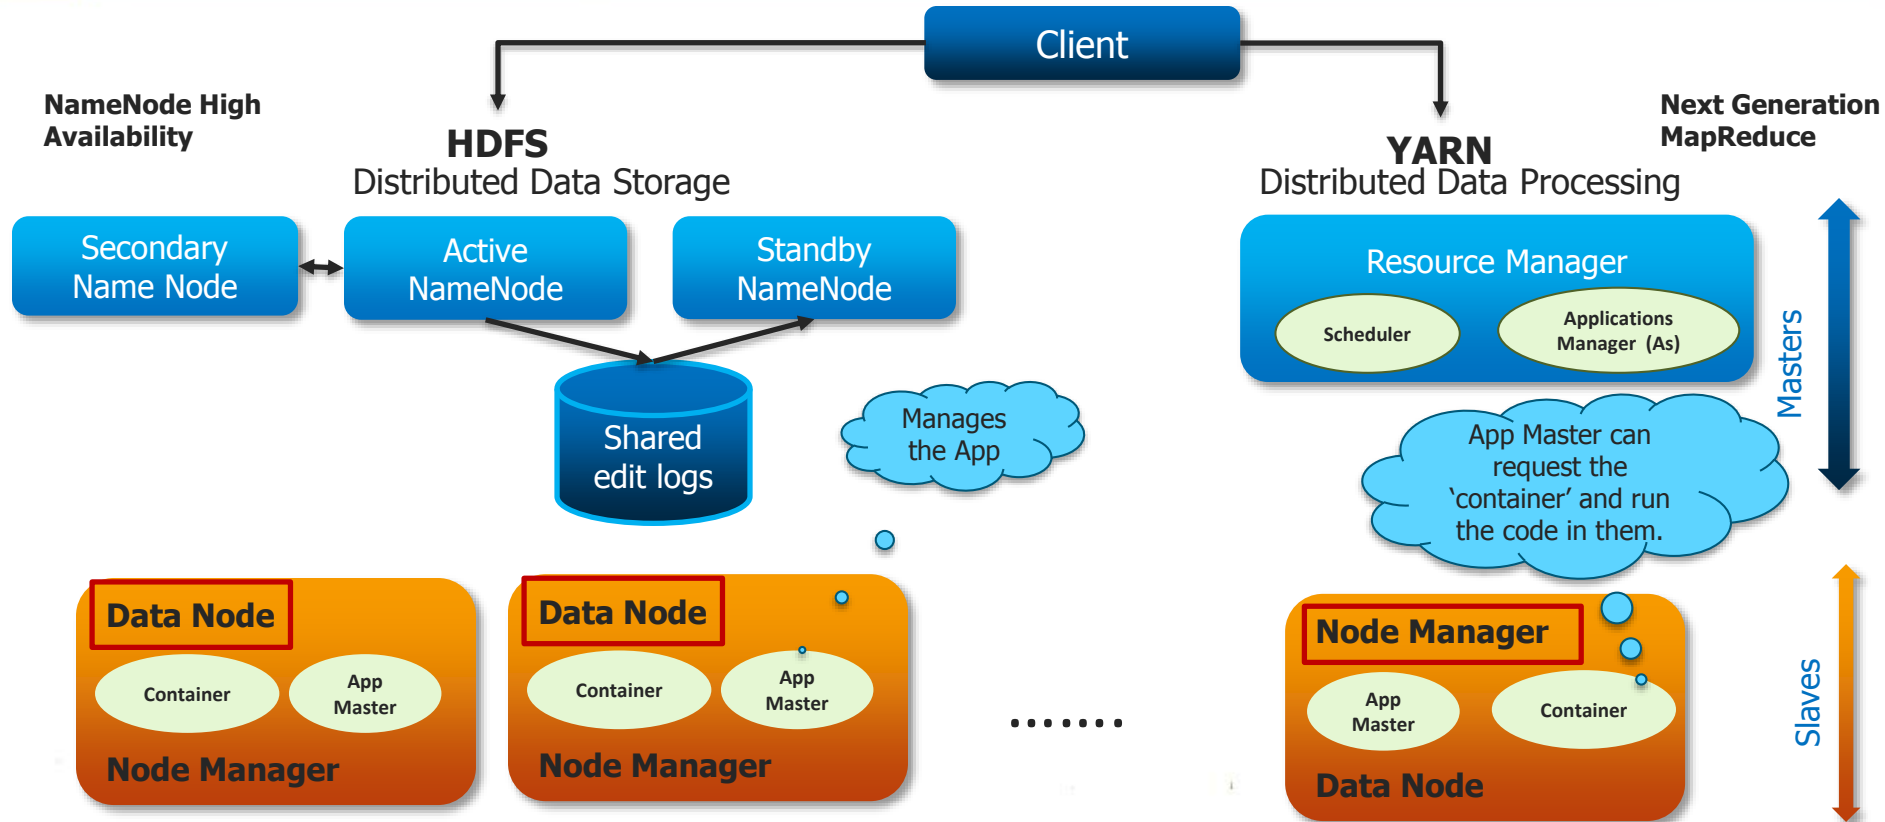 Client
NameNode High
Availability
HDFS
Distributed Data Storage
YARN
Distributed Data Processing
Next Generation
MapReduce
Secondary
Name Node
Active
NameNode
Standby
NameNode
Resource Manager
Scheduler
Applications
Manager (As)
Masters
Shared
edit logs
Manages
the App
App Master can
request the
‘container’ and run
the code in them.
Data Node
Container
App
Master
Node Manager
Data Node
Container
App
Master
Node Manager
.......
Node Manager
App
Master
Container
Data Node
Slaves